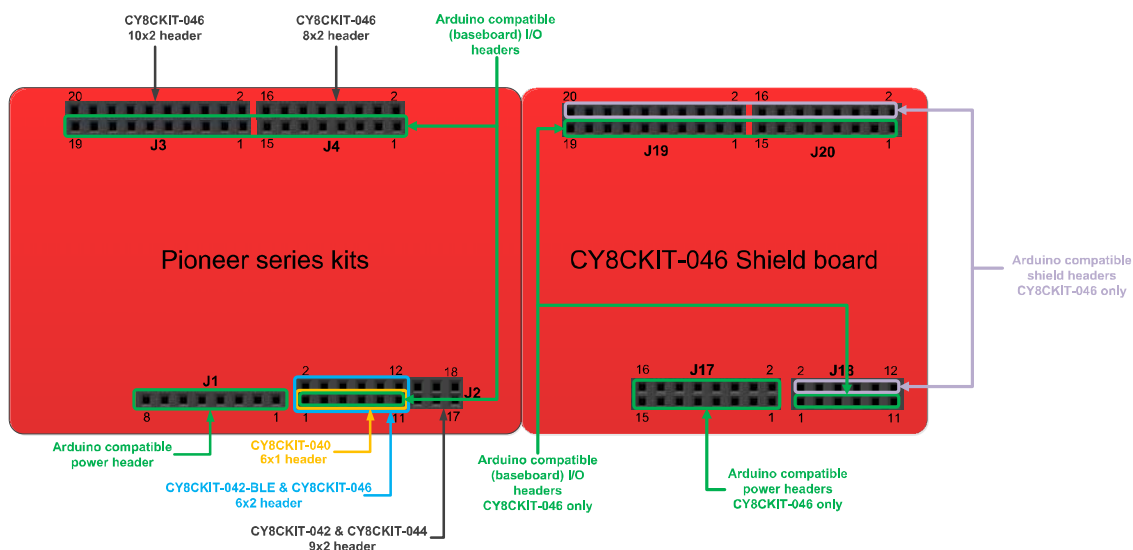 CY8CKIT-046
10x2 header
CY8CKIT-046
8x2 header
Arduino compatible
(baseboard) I/O
headers
20
2
16
2
19
1
15
1
J3
J4
20
2
16
2
19
1
15
1
J19
J20
Pioneer series kits
CY8CKIT-046 Shield board
Arduino compatible
shield headers
CY8CKIT-046 only
J1
8
1
2
12
18
J2
1
11
17
16
J17
2
15
1
2
J18
12
1
11
Arduino compatible
power header
CY8CKIT-040
6x1 header
CY8CKIT-042-BLE & CY8CKIT-046
6x2 header
CY8CKIT-042 & CY8CKIT-044
9x2 header
Arduino compatible
(baseboard) I/O
headers
CY8CKIT-046 only
Arduino compatible
power headers
CY8CKIT-046 only